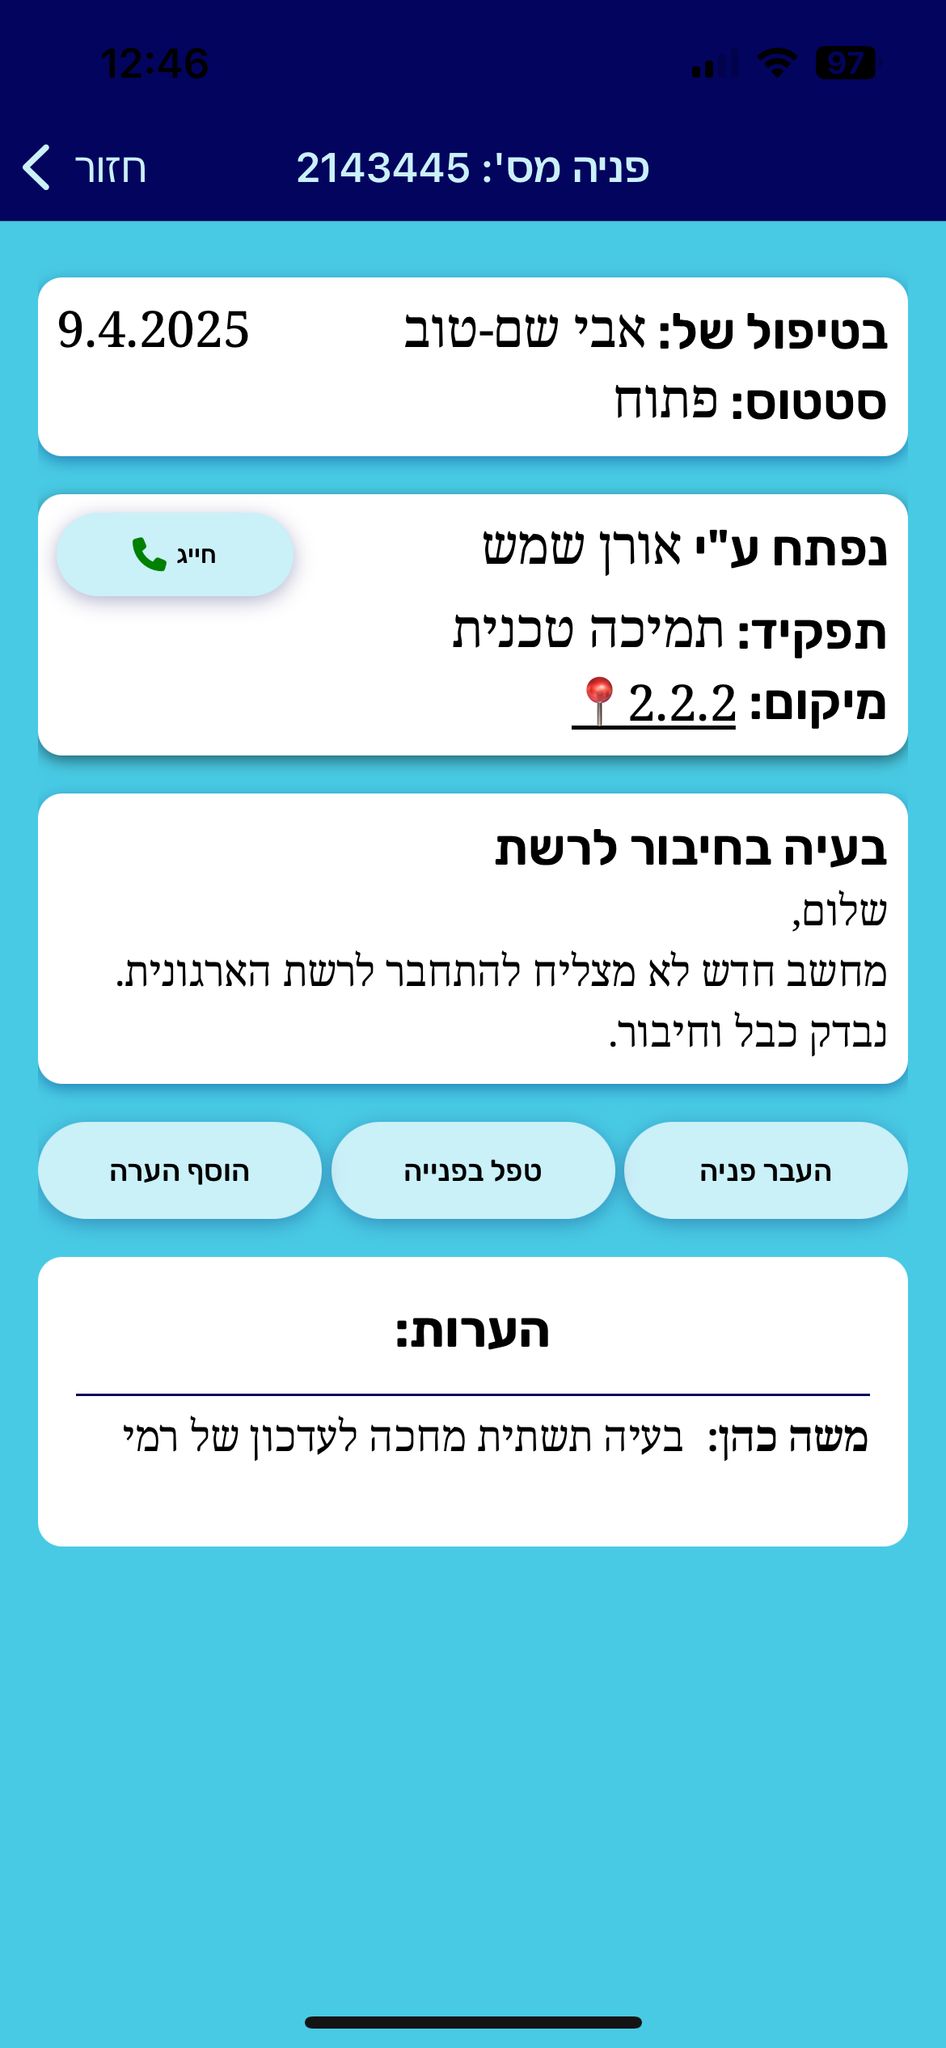 12:46
97
חזור
פניה מס': 2143445
בטיפול של: אבי שם-טוב
9.4.2025
סטטוס: פתוח
נפתח ע"י אורן שמש
חייג
תפקיד: תמיכה טכנית
מיקום: 2.2.2
בעיה בחיבור לרשת
שלום,
מחשב חדש לא מצליח להתחבר לרשת הארגונית.
נבדק כבל וחיבור.
העבר פניה
טפל בפנייה
הוסף הערה
הערות:
משה כהן: בעיה תשתית מחכה לעדכון של רמי